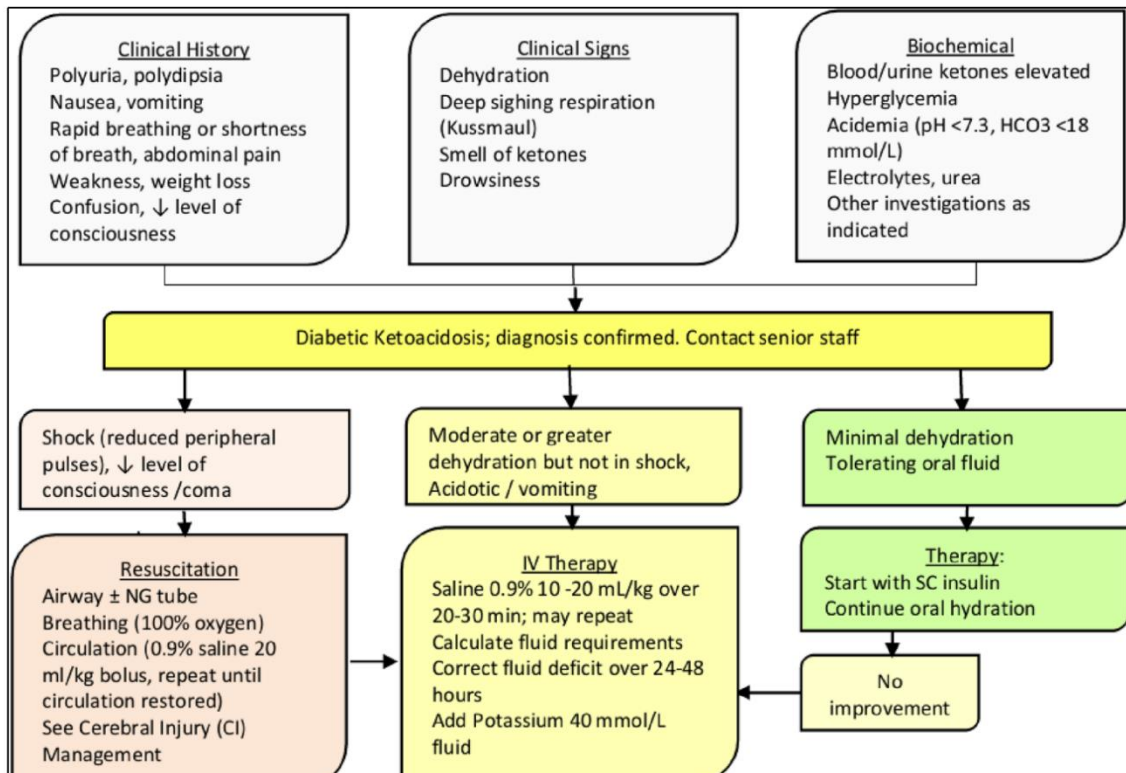 Clinical History
Polyuria, polydipsia
Nausea, vomiting
Rapid breathing or shortness
of breath, abdominal pain
Weakness, weight loss
Confusion, ↓ level of
consciousness
Clinical Signs
Dehydration
Deep sighing respiration
(Kussmaul)
Smell of ketones
Drowsiness
Biochemical
Blood/urine ketones elevated
Hyperglycemia
Acidemia (pH <7.3, HCO3 <18
mmol/L)
Electrolytes, urea
Other investigations as
indicated
Diabetic Ketoacidosis; diagnosis confirmed. Contact senior staff
Shock (reduced peripheral
pulses), ↓ level of
consciousness /coma
Moderate or greater
dehydration but not in shock,
Acidotic / vomiting
Minimal dehydration
Tolerating oral fluid
Resuscitation
Airway ± NG tube
Breathing (100% oxygen)
Circulation (0.9% saline 20
ml/kg bolus, repeat until
circulation restored)
See Cerebral Injury (CI)
Management
IV Therapy
Saline 0.9% 10 -20 mL/kg over
20-30 min; may repeat
Calculate fluid requirements
Correct fluid deficit over 24-48
hours
Add Potassium 40 mmol/L
fluid
Therapy:
Start with SC insulin
Continue oral hydration
No
improvement